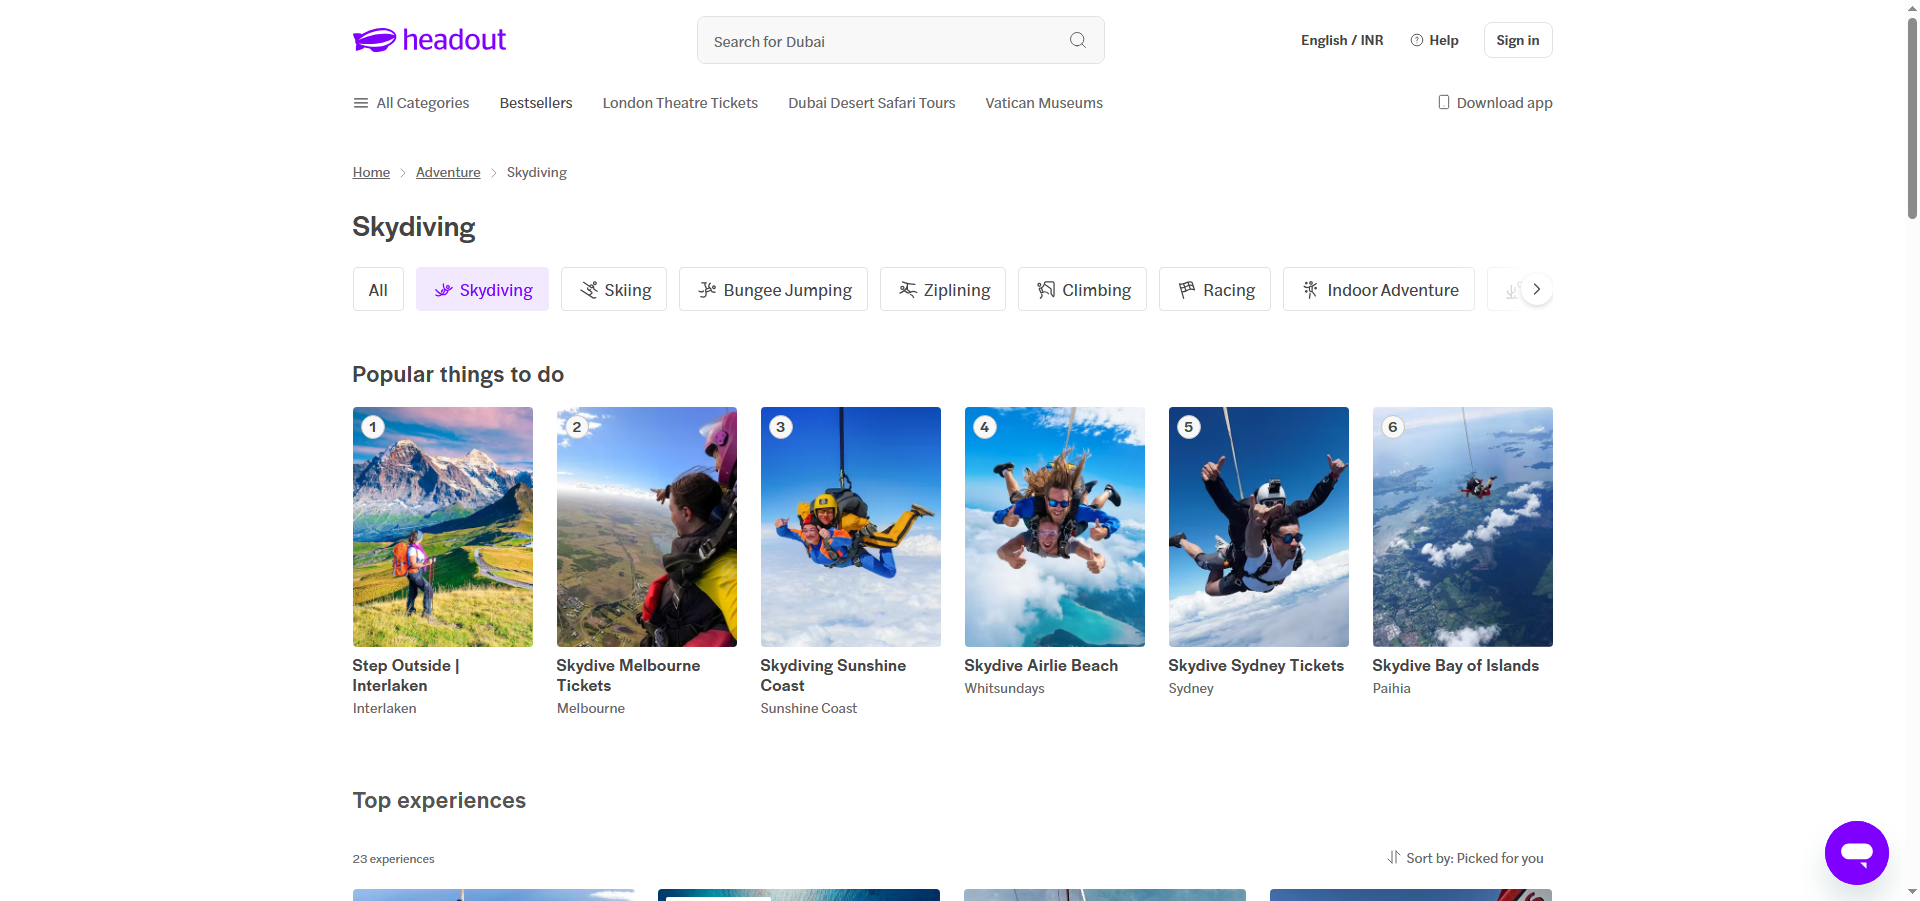 headout
Search for Dubai
English / INR
Help
Sign in
All Categories
Bestsellers
London Theatre Tickets
Dubai Desert Safari Tours
Vatican Museums
Download app
Home
Adventure
Skydiving
Skydiving
All
Skydiving
Skiing
Bungee Jumping
Ziplining
Climbing
Racing
Indoor Adventure
Popular things to do
1
2
3
4
5
6
Step Outside |
Interlaken
Interlaken
Skydive Melbourne
Tickets
Melbourne
Skydiving Sunshine
Coast
Sunshine Coast
Skydive Airlie Beach
Whitsundays
Skydive Sydney Tickets
Sydney
Skydive Bay of Islands
Paihia
Top experiences
23 experiences
Sort by: Picked for you